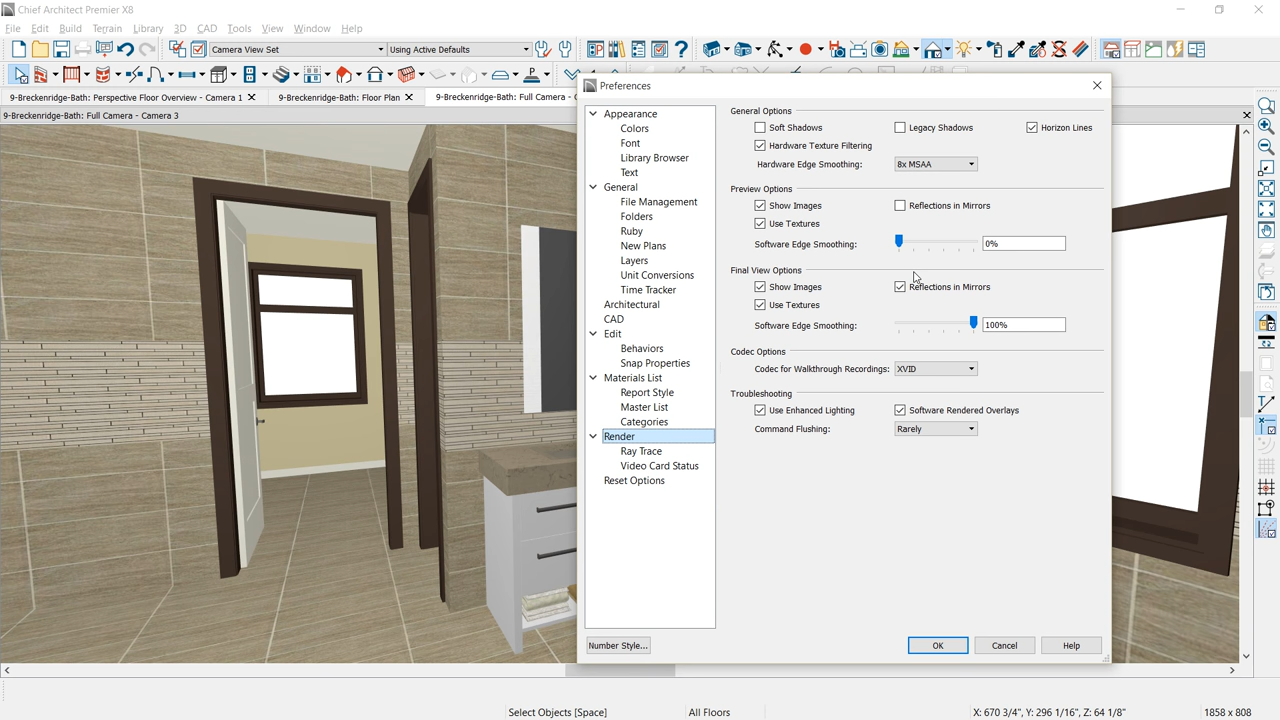 Chief Architect Premier X8
File Edit Build Terrain Library 3D CAD Tools View Window Help
Camera View Set Using Active Defaults
9-Breckenridge-Bath: Perspective Floor Overview - Camera 1 9-Breckenridge-Bath: Floor Plan 9-Breckenridge-Bath: Full Camera -
9-Breckenridge-Bath: Full Camera - Camera 3
Preferences
Appearance
Colors
Font
Library Browser
Text
General
File Management
Folders
Ruby
New Plans
Layers
Unit Conversions
Time Tracker
Architectural
CAD
Edit
Behaviors
Snap Properties
Materials List
Report Style
Master List
Categories
Render
Ray Trace
Video Card Status
Reset Options
General Options
Soft Shadows Legacy Shadows Horizon Lines
Hardware Texture Filtering
Hardware Edge Smoothing: 8x MSAA
Preview Options
Show Images Reflections in Mirrors
Use Textures
Software Edge Smoothing: 0%
Final View Options
Show Images Reflections in Mirrors
Use Textures
Software Edge Smoothing: 100%
Codec Options
Codec for Walkthrough Recordings: XVID
Troubleshooting
Use Enhanced Lighting Software Rendered Overlays
Command Flushing: Rarely
Number Style... OK Cancel Help
Select Objects [Space] All Floors X: 670 3/4", Y: 296 1/16", Z: 64 1/8" 1858 x 808